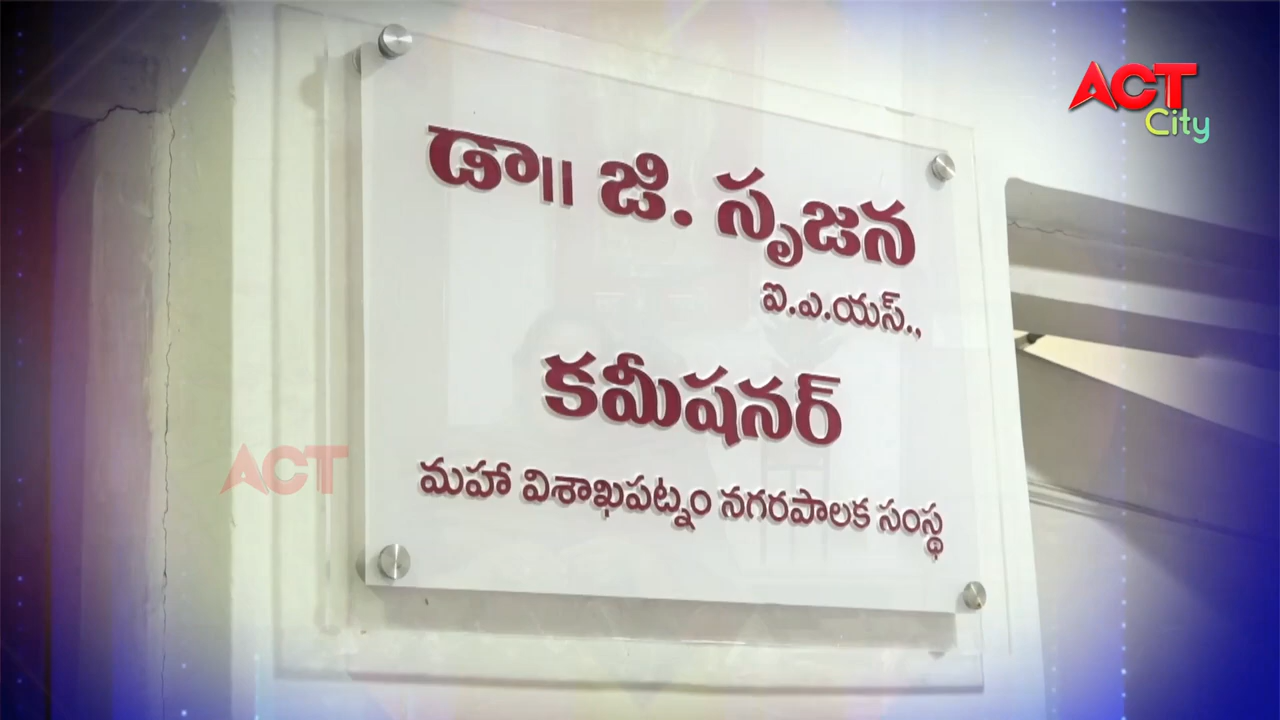 ACT
City
డా॥ జి. సృజన
ఐ.ఎ.యస్.,
కమీషనర్
మహా విశాఖపట్నం నగరపాలక సంస్థ
ACT